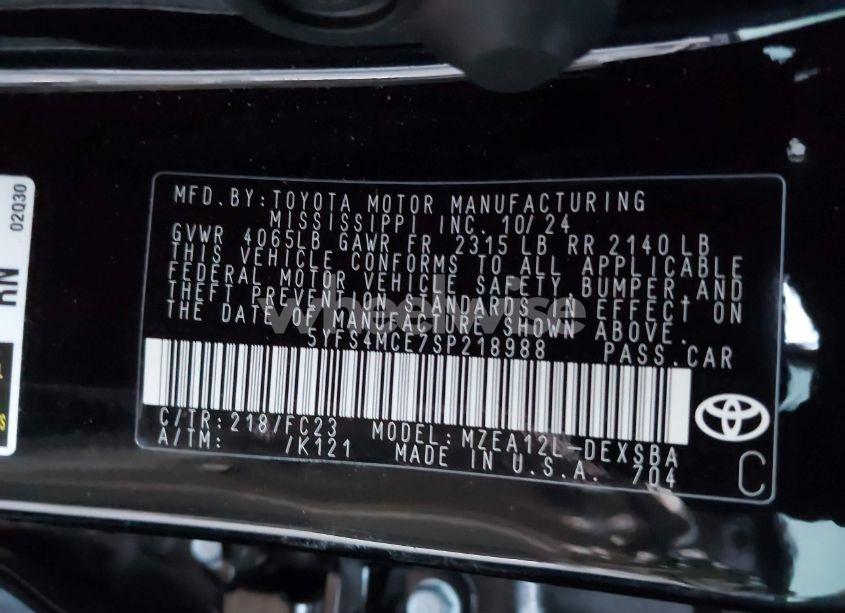 MFD. BY: TOYOTA MOTOR MANUFACTURING
MISSISSIPPI INC. 10/24
GVWR 4065LB GAWR FR 2315 LB RR 2140 LB
THIS VEHICLE CONFORMS TO ALL APPLICABLE
FEDERAL MOTOR VEHICLE SAFETY, BUMPER, AND
THEFT PREVENTION STANDARDS IN EFFECT ON
THE DATE OF MANUFACTURE SHOWN ABOVE.
5YFS4MCE7SP218988 PASS. CAR
C/TR: 218/FC23 MODEL: MZEA12L-DEXSBA
A/TM: /K121 MADE IN U.S.A. 704
C
02030
RN